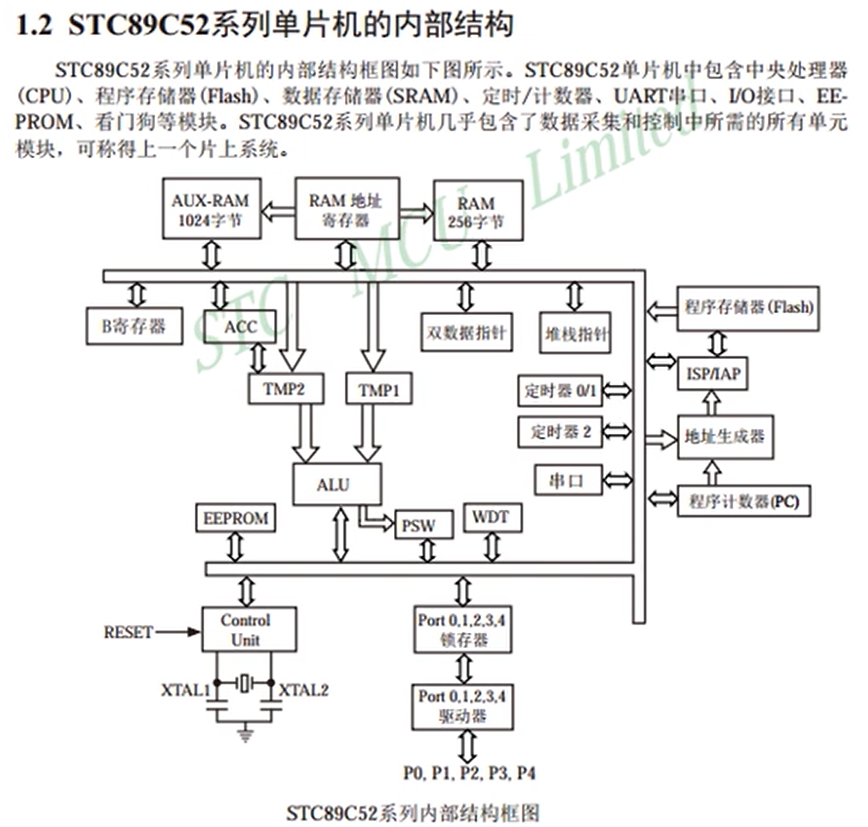 1.2 STC89C52系列单片机的内部结构
STC89C52系列单片机的内部结构框图如下图所示。STC89C52单片机中包含中央处理器
(CPU)、程序存储器(Flash)、数据存储器(SRAM)、定时/计数器、UART串口、I/O接口、EE-
PROM、看门狗等模块。STC89C52系列单片机几乎包含了数据采集和控制中所需的所有单元
模块，可称得上一个片上系统。
STC MCU Limited
AUX-RAM
1024字节
RAM 地址
寄存器
RAM
256字节
B寄存器
ACC
双数据指针
堆栈指针
程序存储器(Flash)
ISP/IAP
TMP2
TMP1
定时器 0/1
定时器 2
地址生成器
串口
程序计数器(PC)
ALU
EEPROM
PSW
WDT
RESET
Control
Unit
Port 0,1,2,3,4
锁存器
XTAL1
XTAL2
Port 0,1,2,3,4
驱动器
P0, P1, P2, P3, P4
STC89C52系列内部结构框图